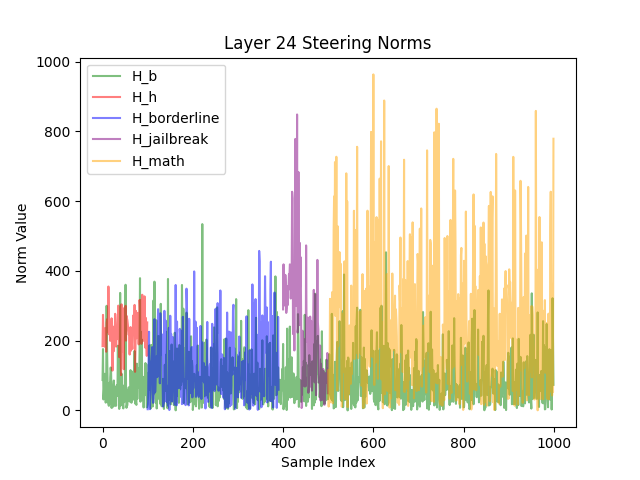 Layer 24 Steering Norms
H_b
H_h
H_borderline
H_jailbreak
H_math
Norm Value
1000
800
600
400
200
0
0
200
400
600
800
1000
Sample Index